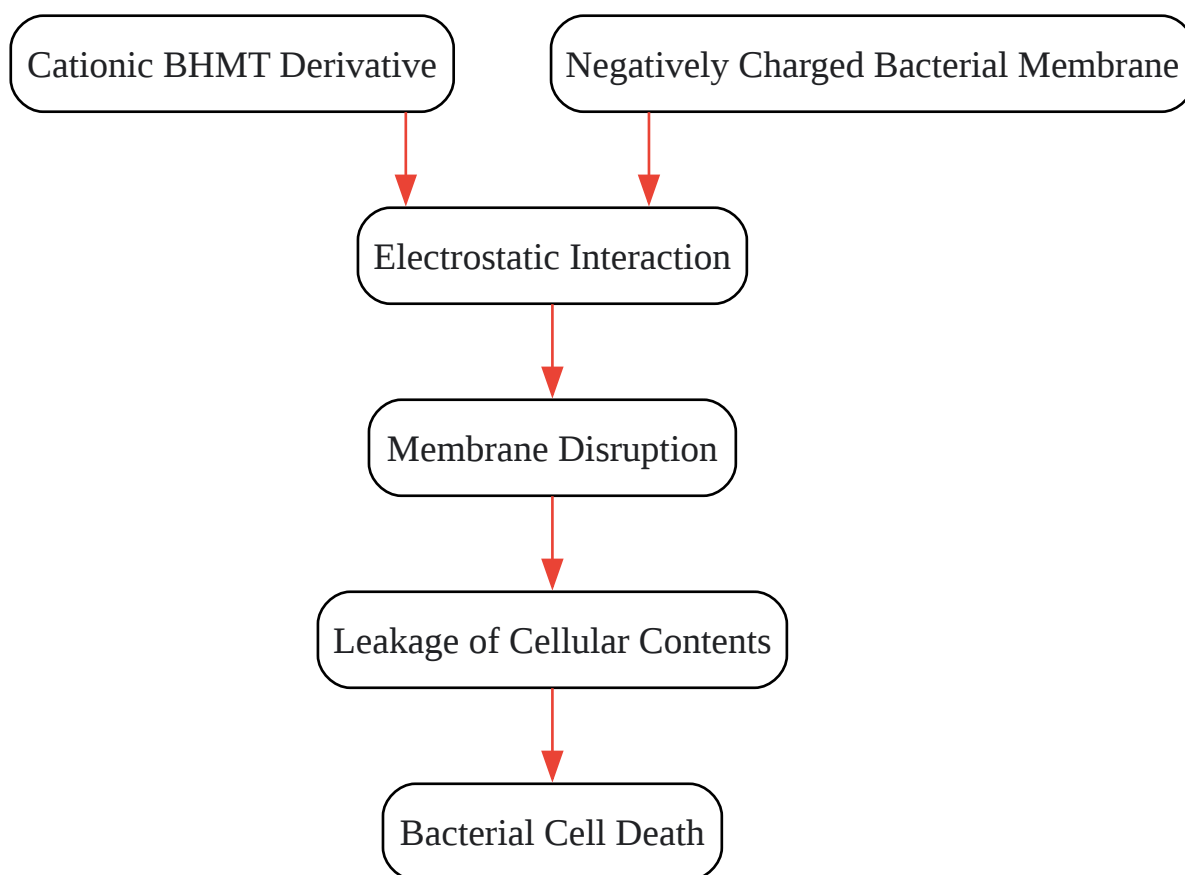 Cationic BHMT Derivative
Negatively Charged Bacterial Membrane
Electrostatic Interaction
Membrane Disruption
Leakage of Cellular Contents
Bacterial Cell Death